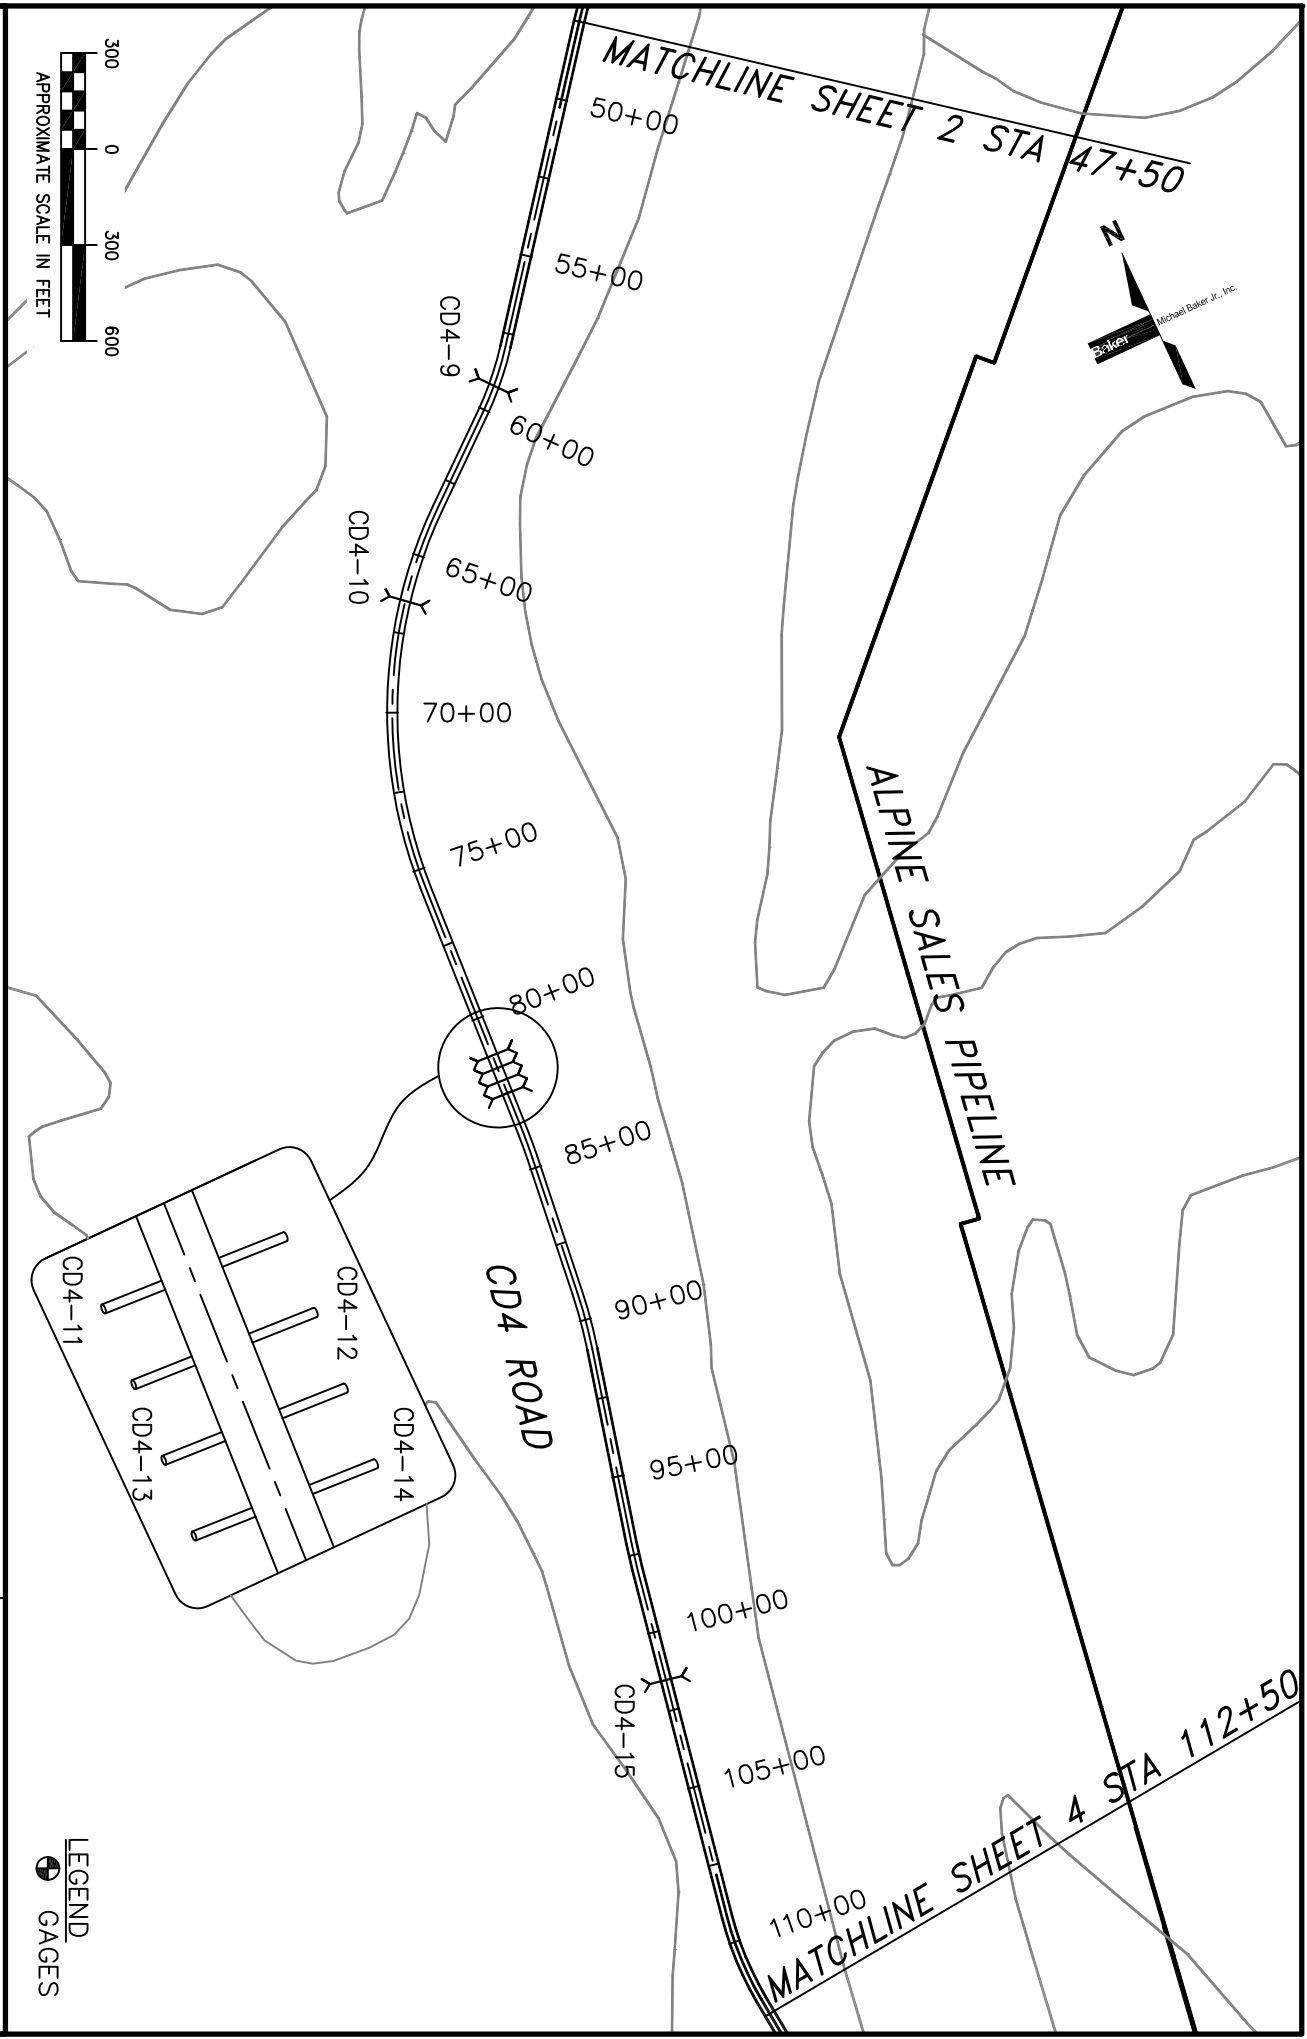 MATCHLINE SHEET 2 STA 47+50
50+00
55+00
CD4-9
60+00
CD4-10
65+00
70+00
75+00
80+00
85+00
90+00
95+00
100+00
CD4-15
105+00
110+00
MATCHLINE SHEET 4 STA 112+50
ALPINE SALES PIPELINE
CD4 ROAD
CD4-11
CD4-12
CD4-13
CD4-14
N
Baker
Michael Baker Jr., Inc.
300
0
300
600
APPROXIMATE SCALE IN FEET
LEGEND
GAGES